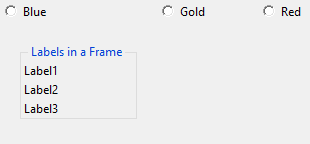 Blue Gold Red
Labels in a Frame
Label1
Label2
Label3